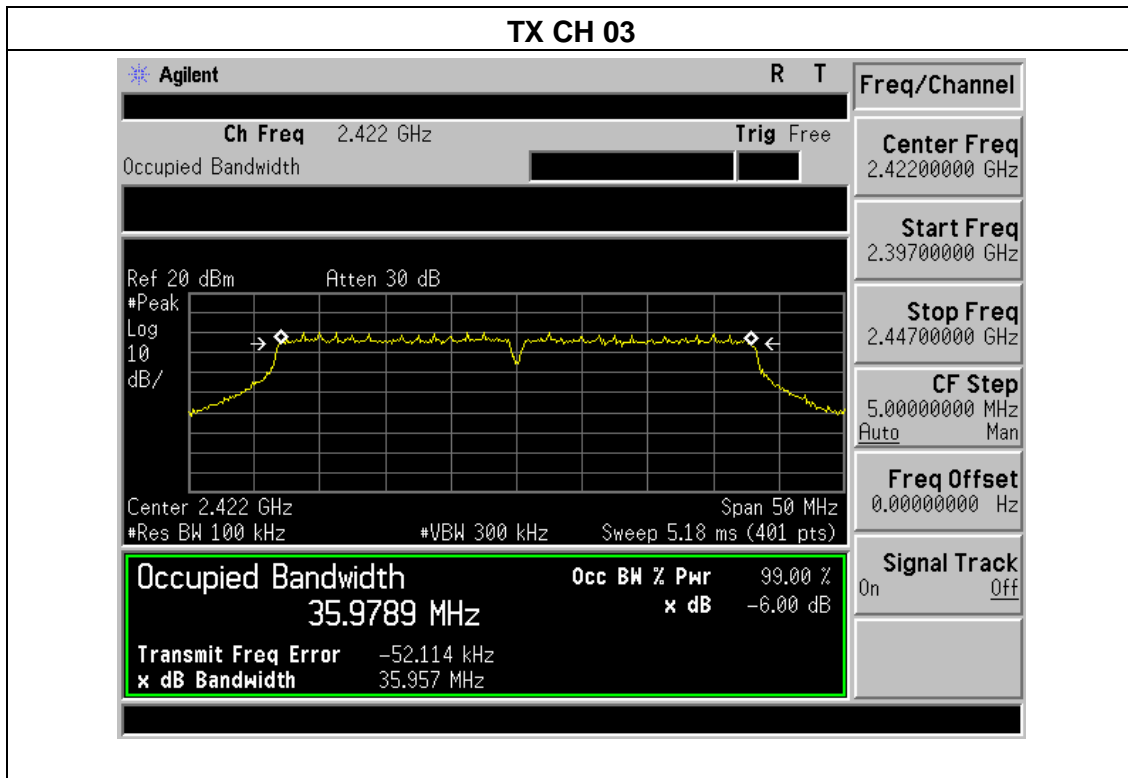 TX CH 03
Agilent R T
Freq/Channel
Ch Freq 2.422 GHz Trig Free
Occupied Bandwidth
Center Freq
2.42200000 GHz
Start Freq
2.39700000 GHz
Ref 20 dBm Atten 30 dB
#Peak
Log
10
dB/
Stop Freq
2.44700000 GHz
CF Step
5.00000000 MHz
Auto Man
Freq Offset
0.00000000 Hz
Center 2.422 GHz Span 50 MHz
#Res BW 100 kHz #VBW 300 kHz Sweep 5.18 ms (401 pts)
Signal Track
On Off
Occupied Bandwidth Occ BW % Pwr 99.00 %
35.9789 MHz x dB -6.00 dB
Transmit Freq Error -52.114 kHz
x dB Bandwidth 35.957 MHz